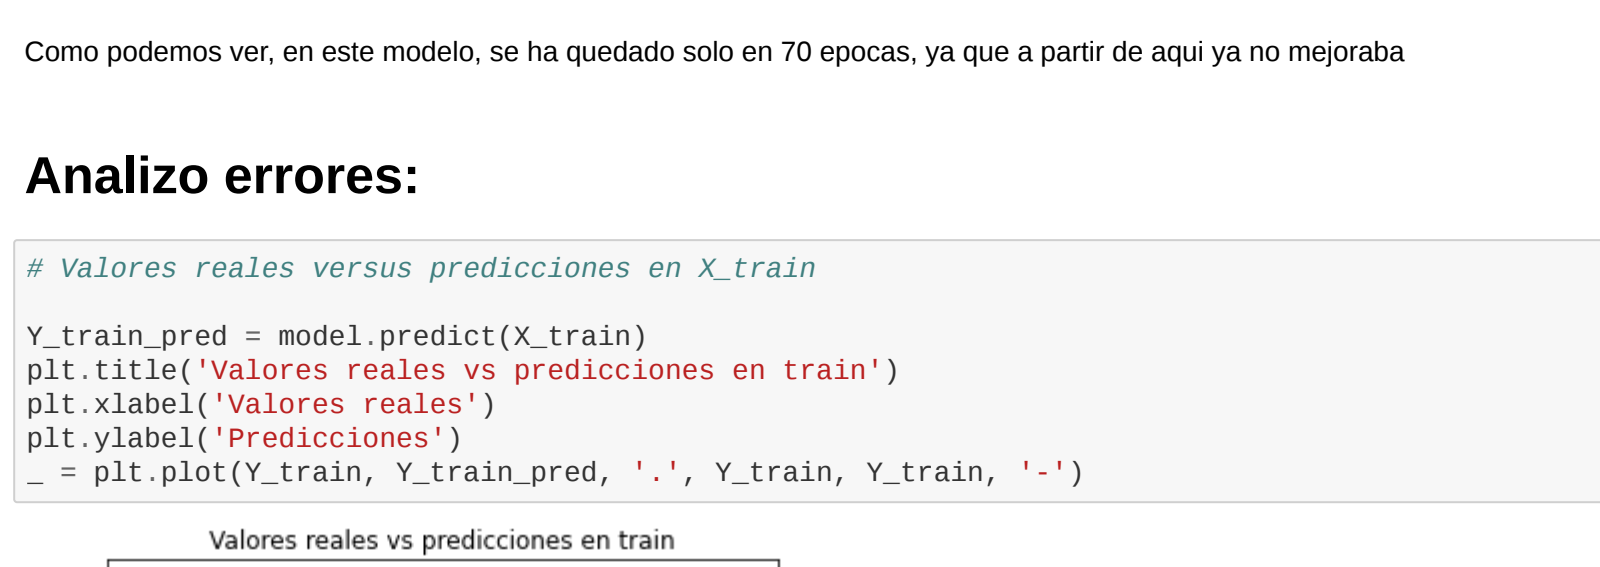 Como podemos ver, en este modelo, se ha quedado solo en 70 epocas, ya que a partir de aqui ya no mejoraba
Analizo errores:
# Valores reales versus predicciones en X_train
Y_train_pred = model.predict(X_train)
plt.title('Valores reales vs predicciones en train')
plt.xlabel('Valores reales')
plt.ylabel('Predicciones')
_ = plt.plot(Y_train, Y_train_pred, '.', Y_train, Y_train, '-')
Valores reales vs predicciones en train